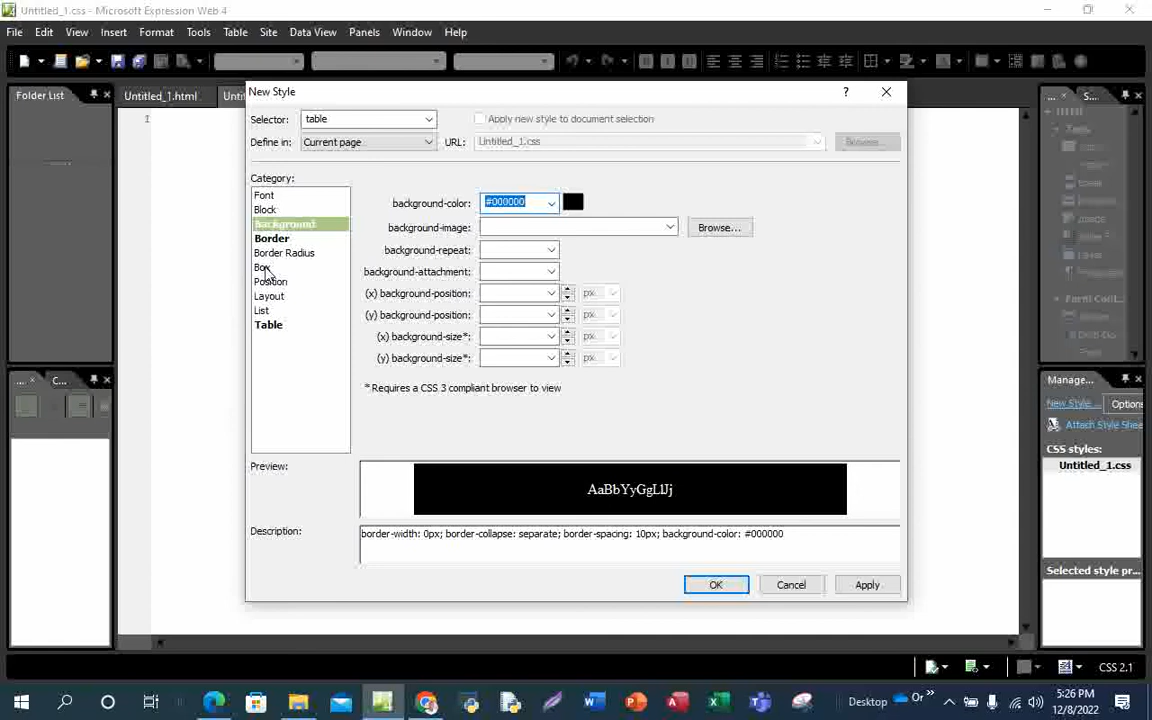 Untitled_1.css - Microsoft Expression Web 4
File Edit View Insert Format Tools Table Site Data View Panels Window Help
Folder List
Untitled_1.html
New Style
Selector:
table
Apply new style to document selection
Define in:
Current page
URL:
Untitled_1.css
Browse...
Category:
Font
Block
Background
Border
Border Radius
Box
Position
Layout
List
Table
background-color:
#000000
background-image:
Browse...
background-repeat:
background-attachment:
(x) background-position:
px
(y) background-position:
px
(x) background-size*:
px
(y) background-size*:
px
* Requires a CSS 3 compliant browser to view
Preview:
AaBbYyGgLlJj
Description:
border-width: 0px; border-collapse: separate; border-spacing: 10px; background-color: #000000
OK
Cancel
Apply
1
... S...
... C...
Manage...
New Style...
Options
Attach Style Shee
CSS styles:
Untitled_1.css
Selected style pr...
CSS 2.1
Desktop
Or
5:26 PM
12/8/2022